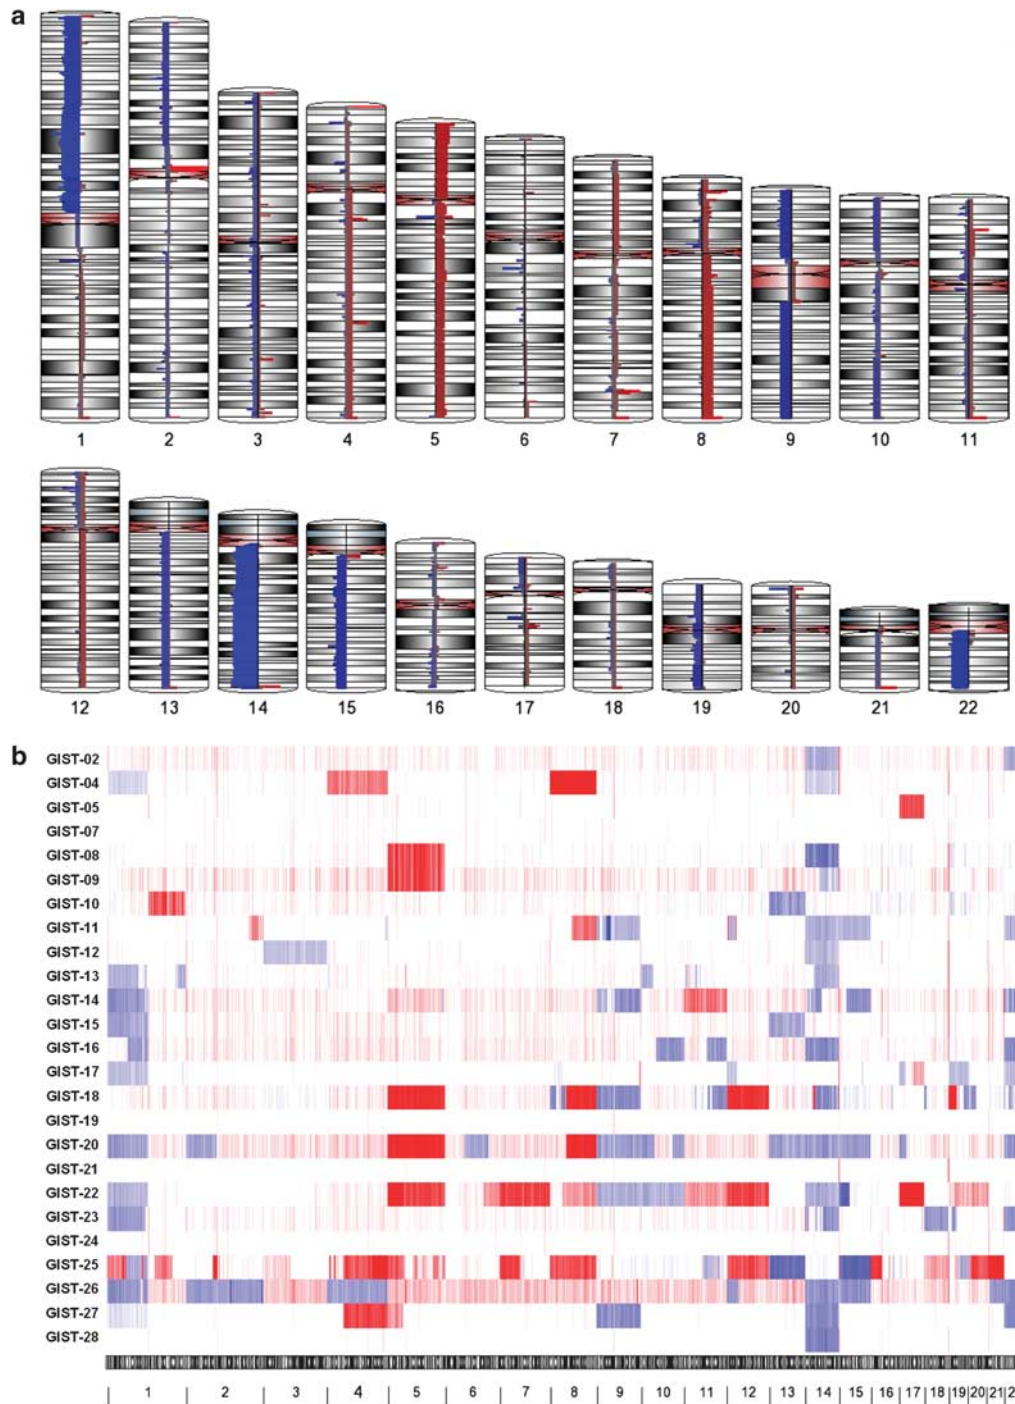 a
1 2 3 4 5 6 7 8 9 10 11
12 13 14 15 16 17 18 19 20 21 22
b
GIST-02
GIST-04
GIST-05
GIST-07
GIST-08
GIST-09
GIST-10
GIST-11
GIST-12
GIST-13
GIST-14
GIST-15
GIST-16
GIST-17
GIST-18
GIST-19
GIST-20
GIST-21
GIST-22
GIST-23
GIST-24
GIST-25
GIST-26
GIST-27
GIST-28
1 2 3 4 5 6 7 8 9 10 11 12 13 14 15 16 17 18 19 20 21 2